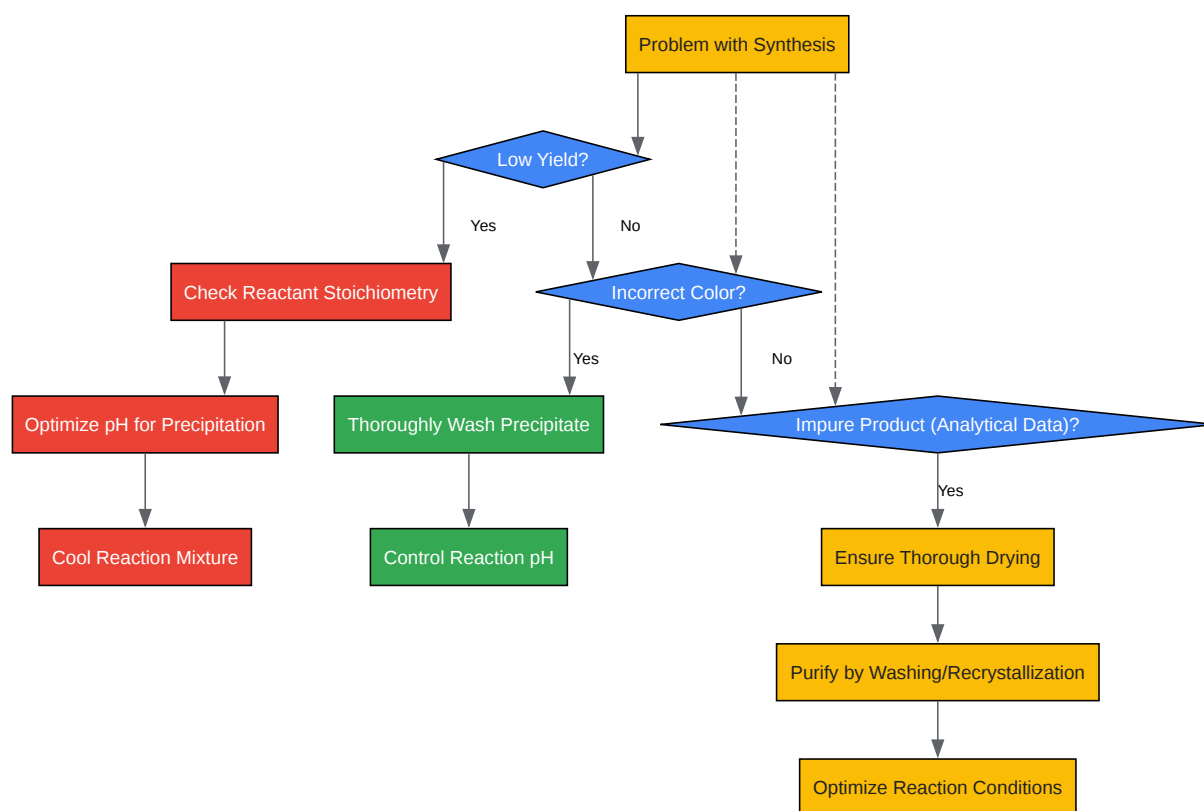 Problem with Synthesis
Low Yield?
Yes
No
Check Reactant Stoichiometry
Incorrect Color?
Yes
No
Optimize pH for Precipitation
Thoroughly Wash Precipitate
Impure Product (Analytical Data)?
Yes
Cool Reaction Mixture
Control Reaction pH
Ensure Thorough Drying
Purify by Washing/Recrystallization
Optimize Reaction Conditions